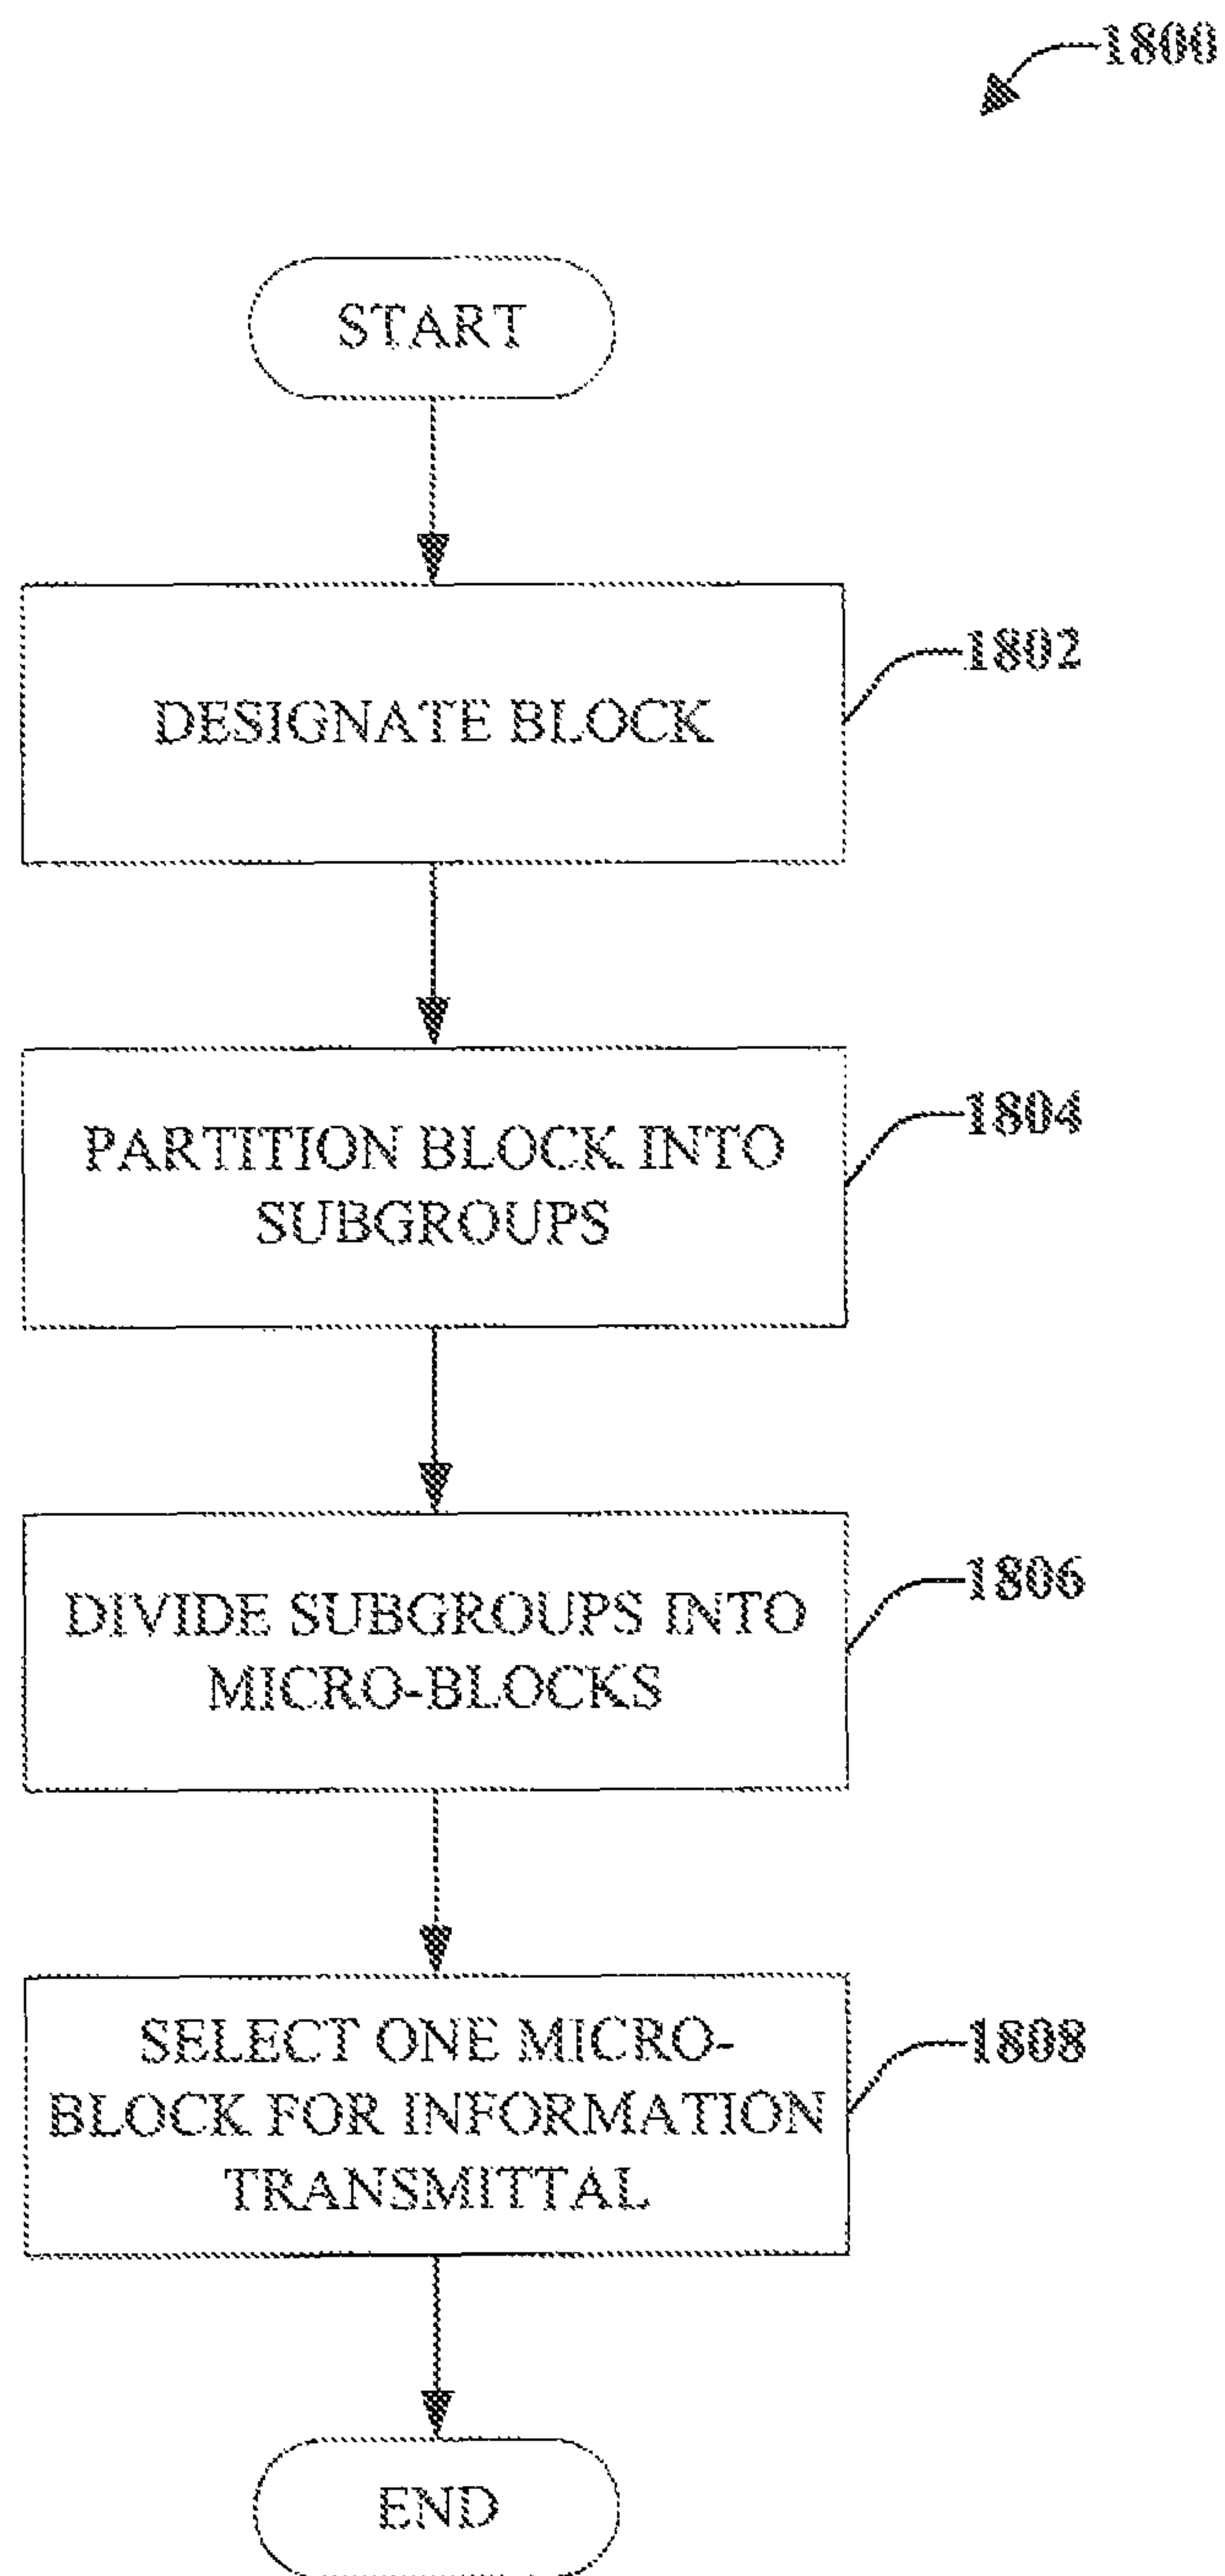 1800
START
DESIGNATE BLOCK
1802
PARTITION BLOCK INTO
SUBGROUPS
1804
DIVIDE SUBGROUPS INTO
MICRO-BLOCKS
1806
SELECT ONE MICRO-
BLOCK FOR INFORMATION
TRANSMITTAL
1808
END